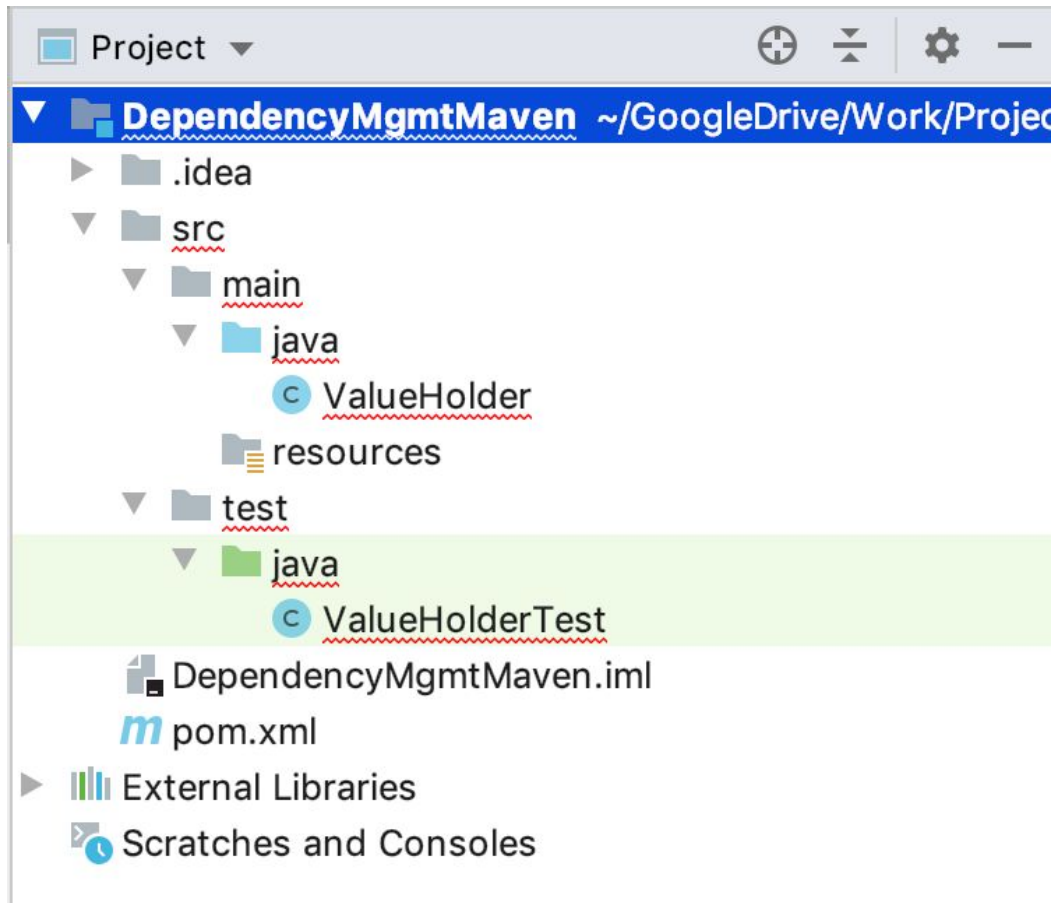 Project
DependencyMgmtMaven ~/GoogleDrive/Work/Projec
.idea
src
main
java
C ValueHolder
resources
test
java
C ValueHolderTest
DependencyMgmtMaven.iml
m pom.xml
External Libraries
Scratches and Consoles